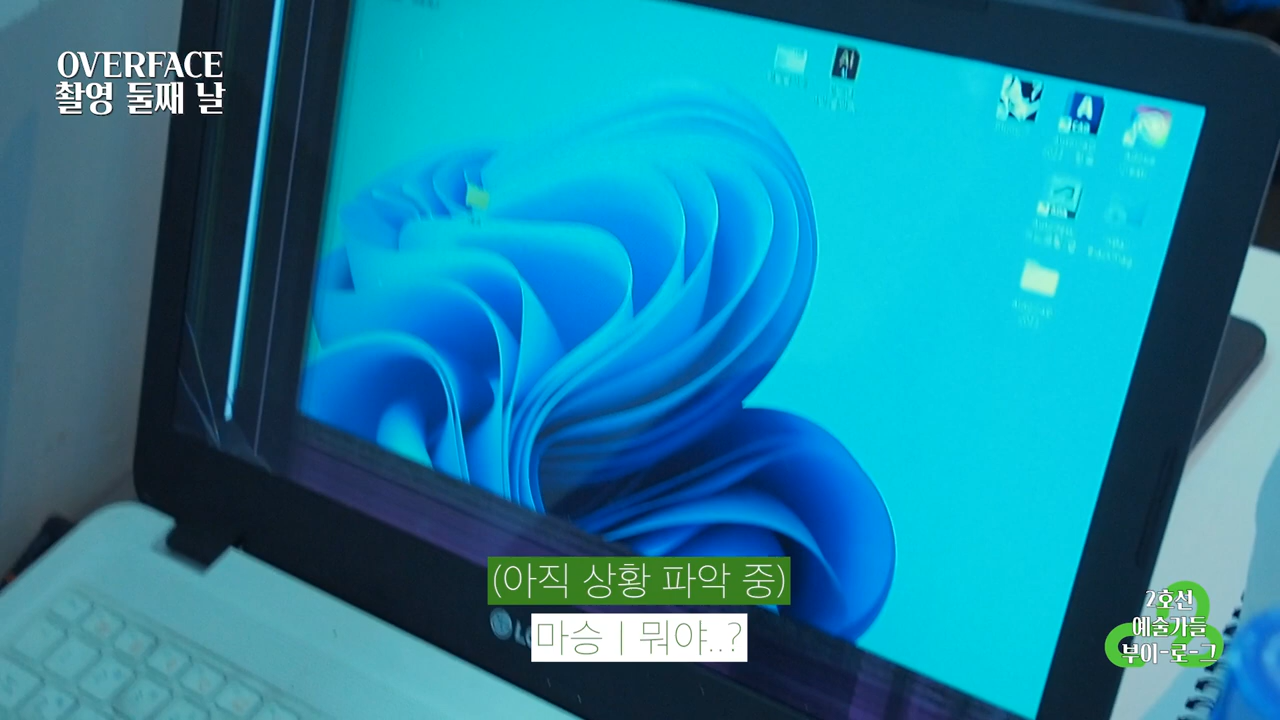 OVERFACE
촬영 둘째 날
(아직 상황 파악 중)
마승 | 뭐야..?
2호선
예술가들
부이-로-그